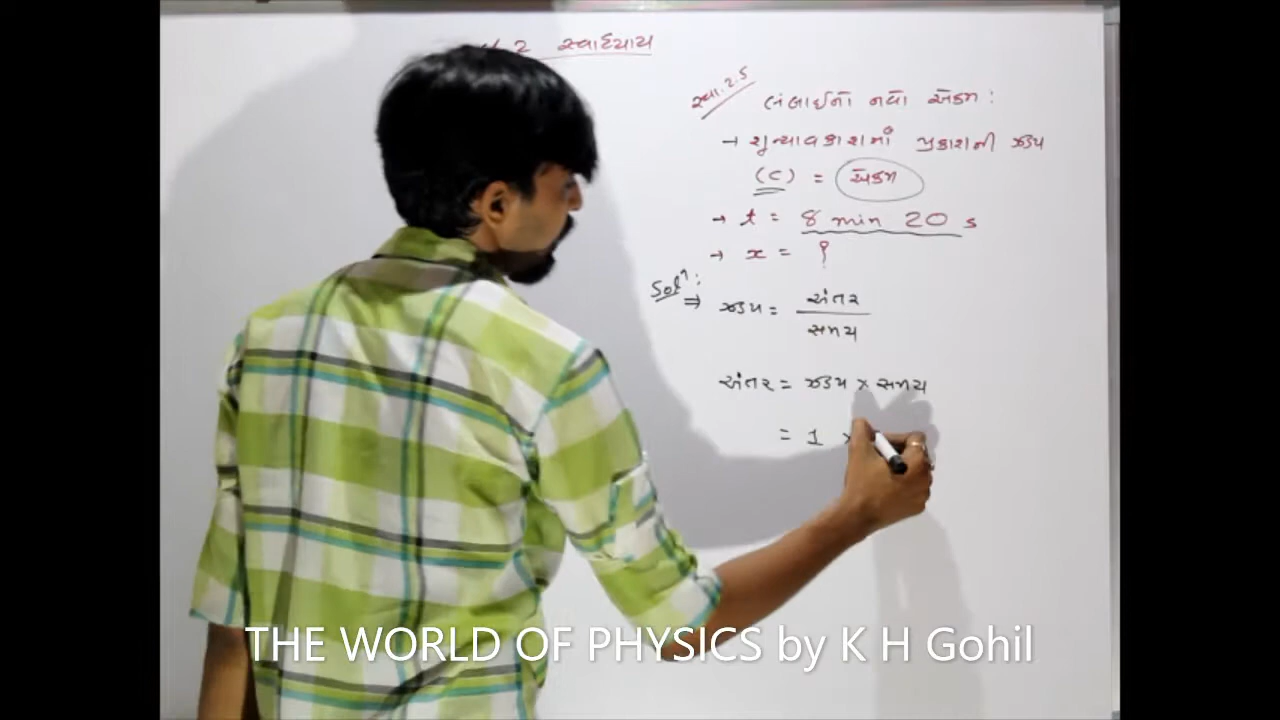 2 સ્વાધ્યાય
સ્વા. 2.5
લંબાઈનો નવો એકમ :
→ શૂન્યાવકાશમાં પ્રકાશની ઝડપ
(c) = એકમ
→ t = 8 min 20 s
→ x = ?
Solⁿ :
⇒ ઝડપ = અંતર / સમય
અંતર = ઝડપ × સમય
= 1 ×
THE WORLD OF PHYSICS by K H Gohil